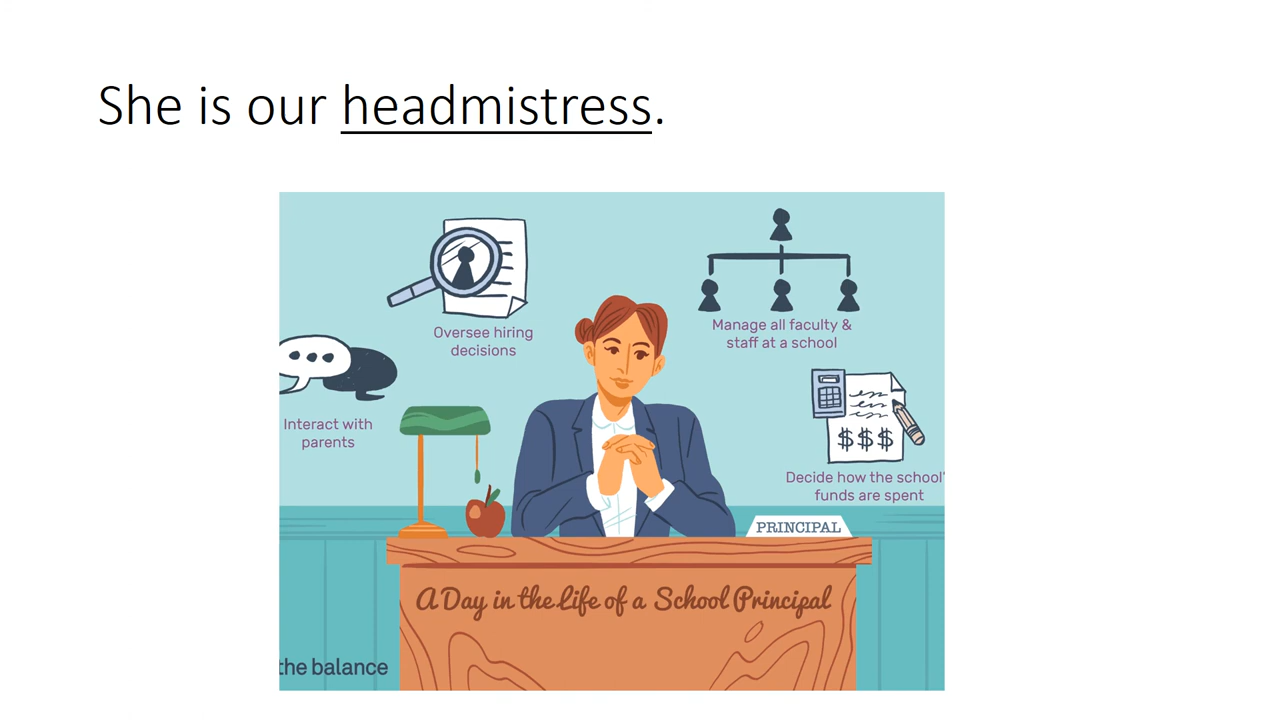 She is our headmistress.
Oversee hiring
decisions
Manage all faculty &
staff at a school
Interact with
parents
$$$
Decide how the school'
funds are spent
PRINCIPAL
A Day in the Life of a School Principal
the balance